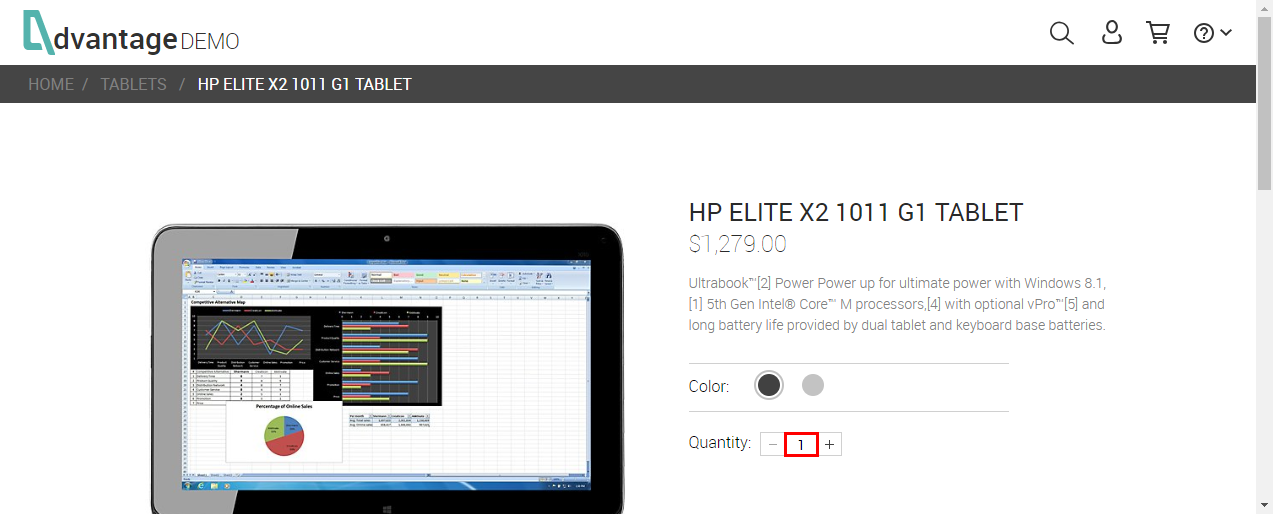 dvantage DEMO
HOME / TABLETS / HP ELITE X2 1011 G1 TABLET
HP ELITE X2 1011 G1 TABLET
$1,279.00
Ultrabook™[2] Power Power up for ultimate power with Windows 8.1,
[1] 5th Gen Intel® Core™ M processors,[4] with optional vPro™[5] and
long battery life provided by dual tablet and keyboard base batteries.
Color:
Quantity: − 1 +
Competitive Alternative Map
Percentage of Online Sales